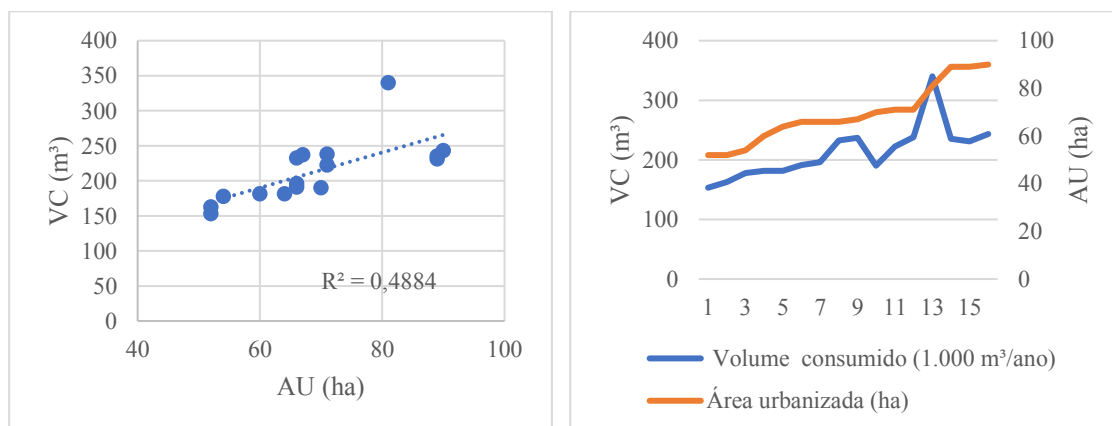 400
350
300
250
200
150
100
50
0
VC (m³)
R² = 0,4884
40 60 80 100
AU (ha)
400
300
200
100
0
VC (m³)
100
80
60
40
20
0
AU (ha)
1 3 5 7 9 11 13 15
Volume consumido (1.000 m³/ano)
Área urbanizada (ha)